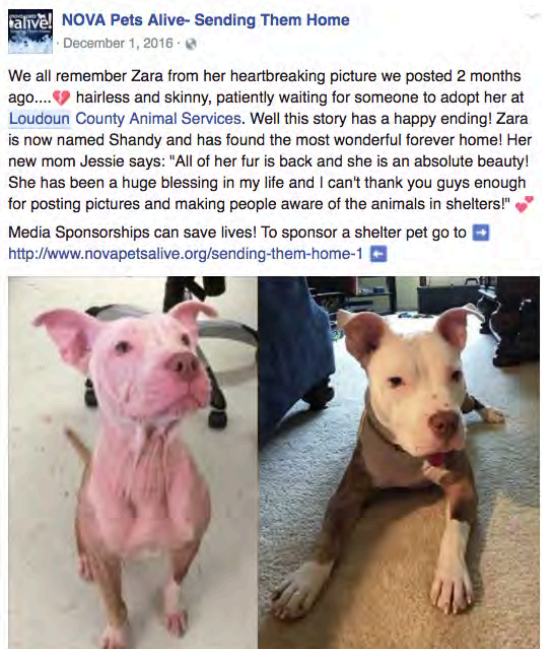 alive!
NOVA Pets Alive- Sending Them Home
· December 1, 2016 ·
We all remember Zara from her heartbreaking picture we posted 2 months
ago....💔 hairless and skinny, patiently waiting for someone to adopt her at
Loudoun County Animal Services. Well this story has a happy ending! Zara
is now named Shandy and has found the most wonderful forever home! Her
new mom Jessie says: "All of her fur is back and she is an absolute beauty!
She has been a huge blessing in my life and I can't thank you guys enough
for posting pictures and making people aware of the animals in shelters!" 💕
Media Sponsorships can save lives! To sponsor a shelter pet go to ➡️
http://www.novapetsalive.org/sending-them-home-1 ⬅️